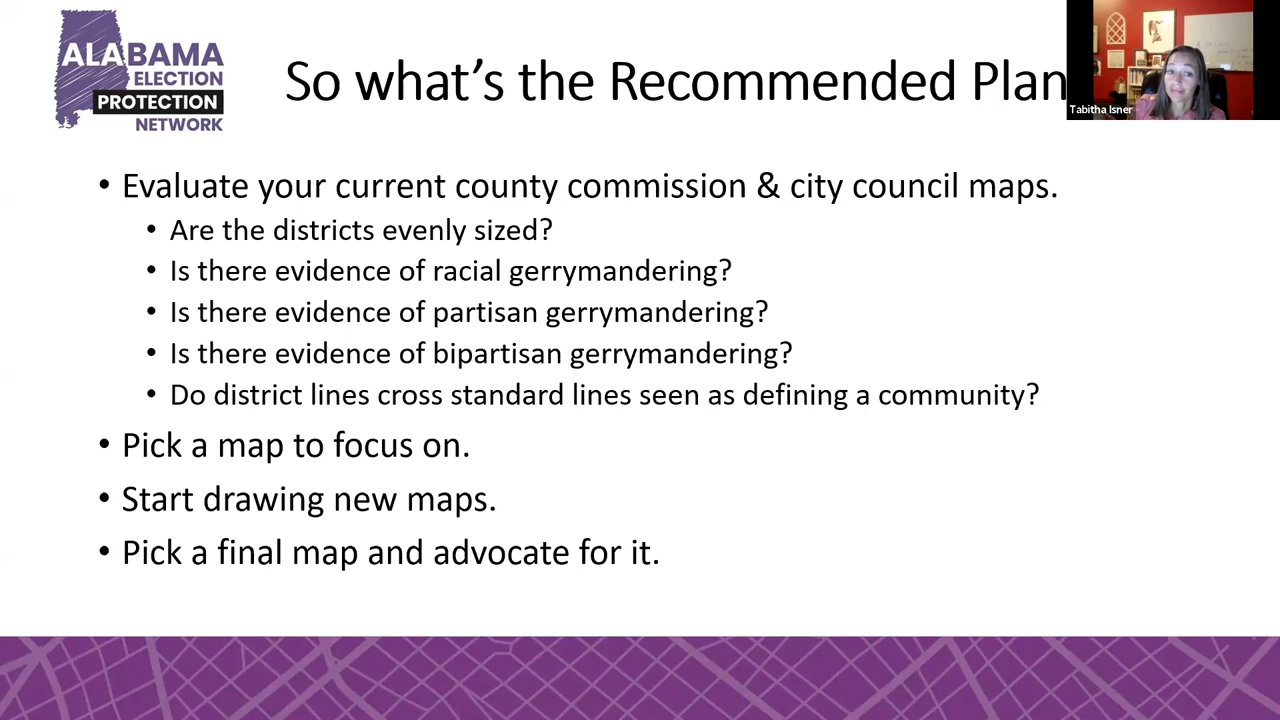 ALABAMA
ELECTION
PROTECTION
NETWORK
So what's the Recommended Plan
Tabitha Isner
• Evaluate your current county commission & city council maps.
• Are the districts evenly sized?
• Is there evidence of racial gerrymandering?
• Is there evidence of partisan gerrymandering?
• Is there evidence of bipartisan gerrymandering?
• Do district lines cross standard lines seen as defining a community?
• Pick a map to focus on.
• Start drawing new maps.
• Pick a final map and advocate for it.